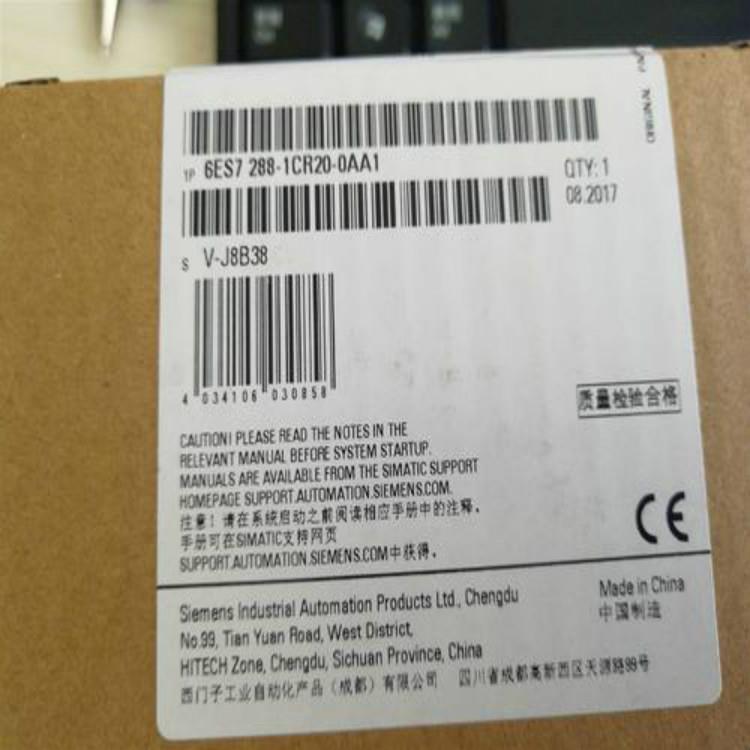 1P 6ES7 288-1CR20-0AA1
QTY: 1
08.2017
S V-J8B38
4 034106 030858
质量检验合格
CAUTION! PLEASE READ THE NOTES IN THE
RELEVANT MANUAL BEFORE SYSTEM STARTUP.
MANUALS ARE AVAILABLE FROM THE SIMATIC SUPPORT
HOMEPAGE SUPPORT.AUTOMATION.SIEMENS.COM.
注意！请在系统启动之前阅读相应手册中的注释。
手册可在SIMATIC支持网页
SUPPORT.AUTOMATION.SIEMENS.COM中获得。
CE
Siemens Industrial Automation Products Ltd., Chengdu
No.99, Tian Yuan Road, West District,
HITECH Zone, Chengdu, Sichuan Province, China
Made in China
中国制造
西门子工业自动化产品（成都）有限公司 四川省成都高新西区天源路99号